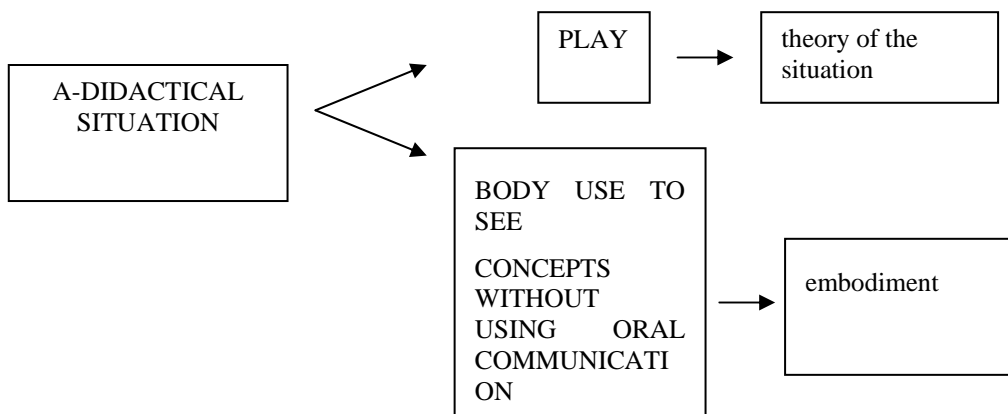 A-DIDACTICAL
SITUATION
PLAY
theory of the
situation
BODY USE TO
SEE
CONCEPTS
WITHOUT
USING ORAL
COMMUNICATI
ON
embodiment